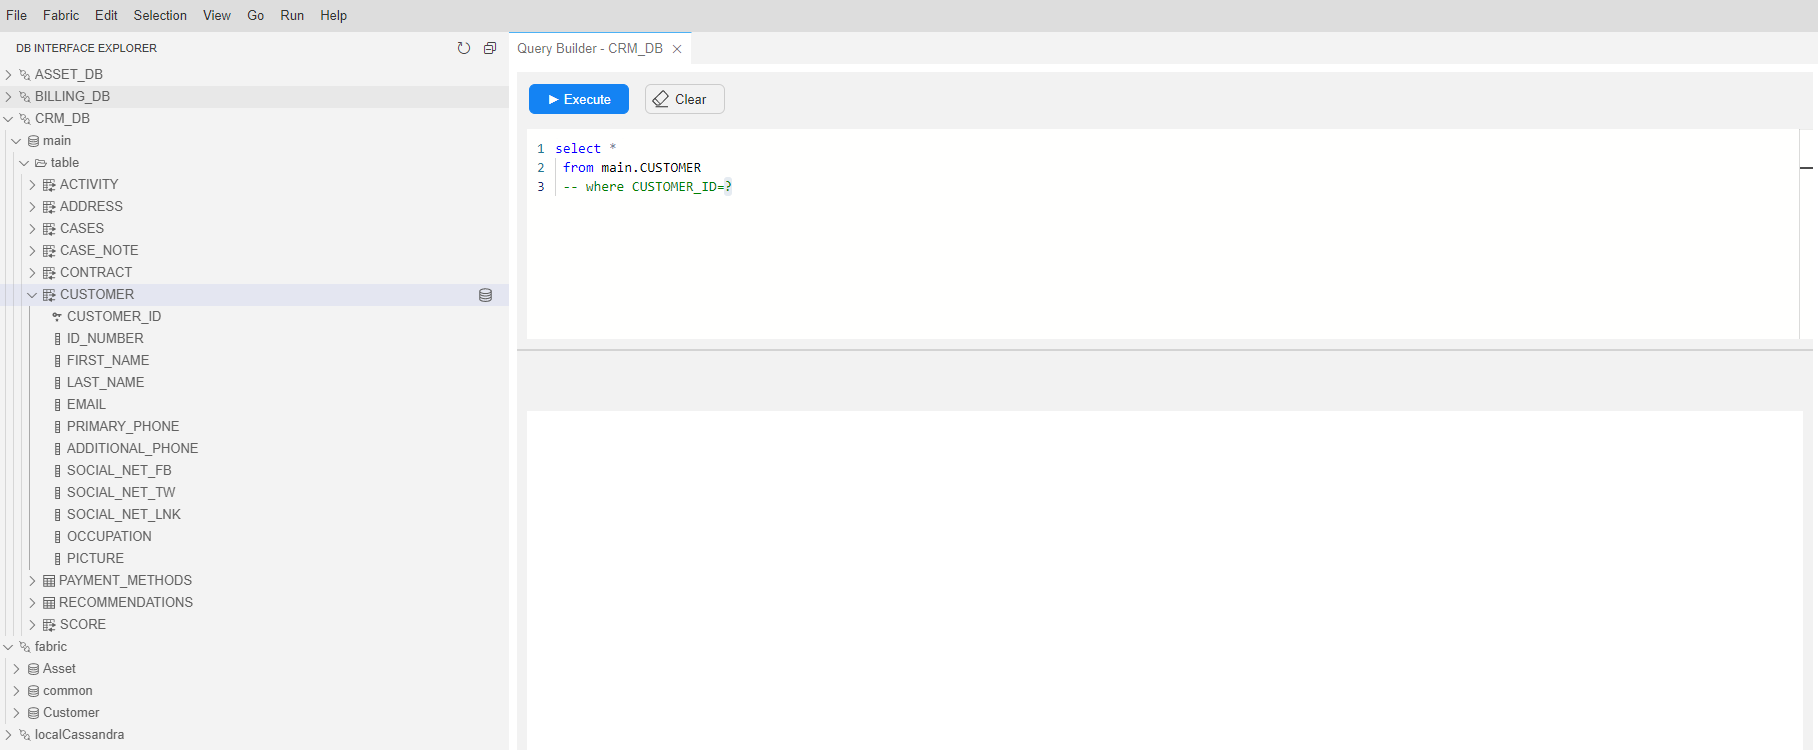 File Fabric Edit Selection View Go Run Help
DB INTERFACE EXPLORER
ASSET_DB
BILLING_DB
CRM_DB
main
table
ACTIVITY
ADDRESS
CASES
CASE_NOTE
CONTRACT
CUSTOMER
CUSTOMER_ID
ID_NUMBER
FIRST_NAME
LAST_NAME
EMAIL
PRIMARY_PHONE
ADDITIONAL_PHONE
SOCIAL_NET_FB
SOCIAL_NET_TW
SOCIAL_NET_LNK
OCCUPATION
PICTURE
PAYMENT_METHODS
RECOMMENDATIONS
SCORE
fabric
Asset
common
Customer
localCassandra
Query Builder - CRM_DB
Execute Clear
1 select *
2 from main.CUSTOMER
3 -- where CUSTOMER_ID=?